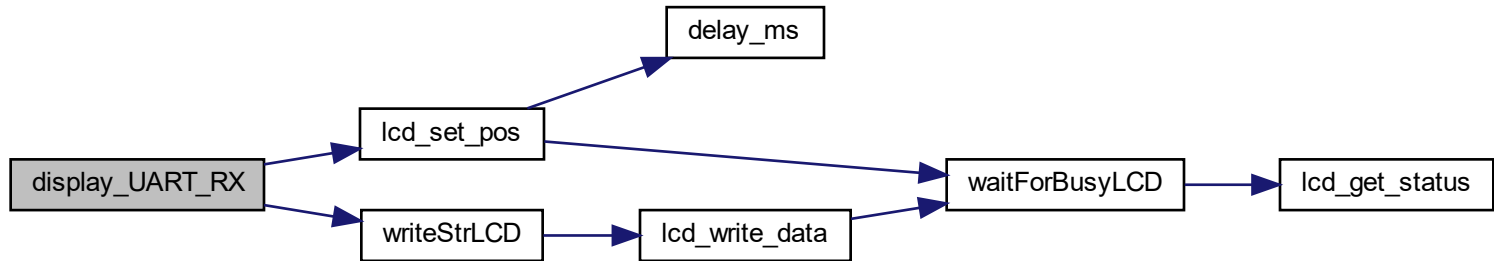 delay_ms
lcd_set_pos
display_UART_RX
waitForBusyLCD
lcd_get_status
writeStrLCD
lcd_write_data